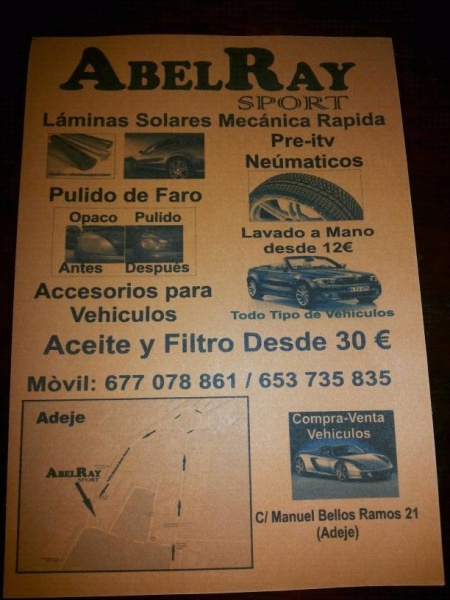 ABELRAY
SPORT
Láminas Solares
Mecánica Rapida
Pre-itv
Neúmaticos
Pulido de Faro
Opaco Pulido
Antes Después
Lavado a Mano
desde 12€
Accesorios para
Vehiculos
Todo Tipo de Vehiculos
Aceite y Filtro Desde 30 €
Mòvil: 677 078 861 / 653 735 835
Adeje
ABELRAY
SPORT
Compra-Venta
Vehiculos
C/ Manuel Bellos Ramos 21
(Adeje)